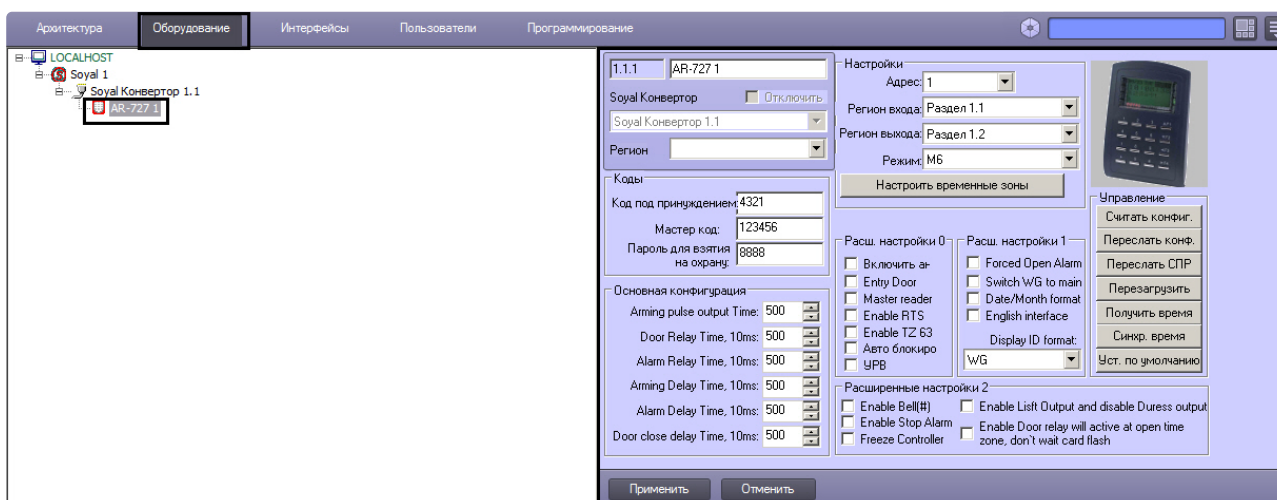 Архитектура Оборудование Интерфейсы Пользователи Программирование
LOCALHOST
Soyal 1
Soyal Конвертор 1.1
AR-727 1
1.1.1 AR-727 1
Soyal Конвертор Отключить
Soyal Конвертор 1.1
Регион
Настройки
Адрес: 1
Регион входа: Раздел 1.1
Регион выхода: Раздел 1.2
Режим: M6
Настроить временные зоны
Коды
Код под принуждением: 4321
Мастер код: 123456
Пароль для взятия на охрану: 8888
Основная конфигурация
Arming pulse output Time: 500
Door Relay Time, 10ms: 500
Alarm Relay Time, 10ms: 500
Arming Delay Time, 10ms: 500
Alarm Delay Time, 10ms: 500
Door close delay Time, 10ms: 500
Расш. настройки 0
Включить ан
Entry Door
Master reader
Enable RTS
Enable TZ 63
Авто блокиро
УРВ
Расш. настройки 1
Forced Open Alarm
Switch WG to main
Date/Month format
English interface
Display ID format:
WG
Управление
Считать конфиг.
Переслать конф.
Переслать СПР
Перезагрузить
Получить время
Синхр. время
Уст. по умолчанию
Расширенные настройки 2
Enable Bell(#)
Enable Stop Alarm
Freeze Controller
Enable Lisft Output and disable Duress output
Enable Door relay will active at open time
zone, don`t wait card flash
Применить Отменить